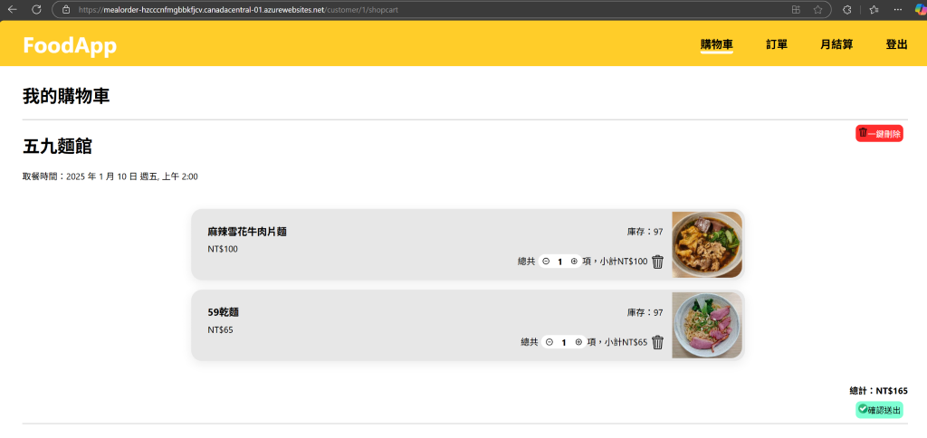 https://mealorder-hzcccnfmgbbkfjcv.canadacentral-01.azurewebsites.net/customer/1/shopcart
FoodApp
購物車 訂單 月結算 登出
我的購物車
五九麵館
一鍵刪除
取餐時間：2025 年 1 月 10 日 週五, 上午 2:00
麻辣雪花牛肉片麵
庫存：97
NT$100
總共 1 項，小計NT$100
59乾麵
庫存：97
NT$65
總共 1 項，小計NT$65
總計：NT$165
確認送出